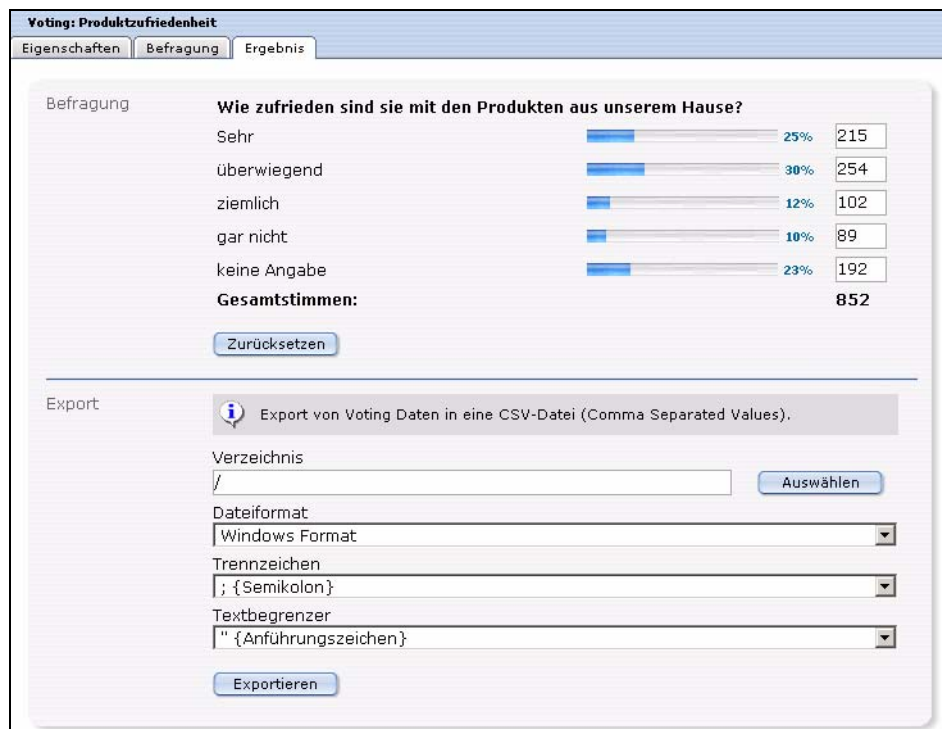 Voting: Produktzufriedenheit
Eigenschaften Befragung Ergebnis
Befragung Wie zufrieden sind sie mit den Produkten aus unserem Hause?
Sehr 25% 215
überwiegend 30% 254
ziemlich 12% 102
gar nicht 10% 89
keine Angabe 23% 192
Gesamtstimmen: 852
Zurücksetzen
Export Export von Voting Daten in eine CSV-Datei (Comma Separated Values).
Verzeichnis
/ Auswählen
Dateiformat
Windows Format
Trennzeichen
; {Semikolon}
Textbegrenzer
" {Anführungszeichen}
Exportieren